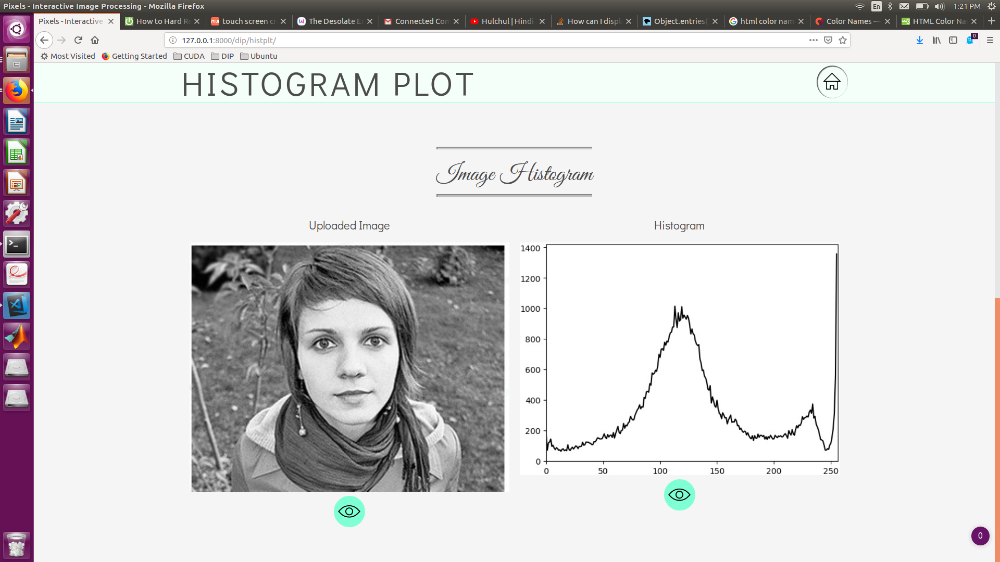 Pixels - Interactive Image Processing - Mozilla Firefox
En
1:21 PM
Pixels - Interactive
How to Hard R
touch screen cr
The Desolate E
Connected Com
Hulchul | Hindi
How can I displ
Object.entries(
html color nam
Color Names —
HTML Color Na
127.0.0.1:8000/dip/histplt/
0
Most Visited
Getting Started
CUDA
DIP
Ubuntu
HISTOGRAM PLOT
Image Histogram
Uploaded Image
Histogram
1400
1200
1000
800
600
400
200
0
0 50 100 150 200 250
0